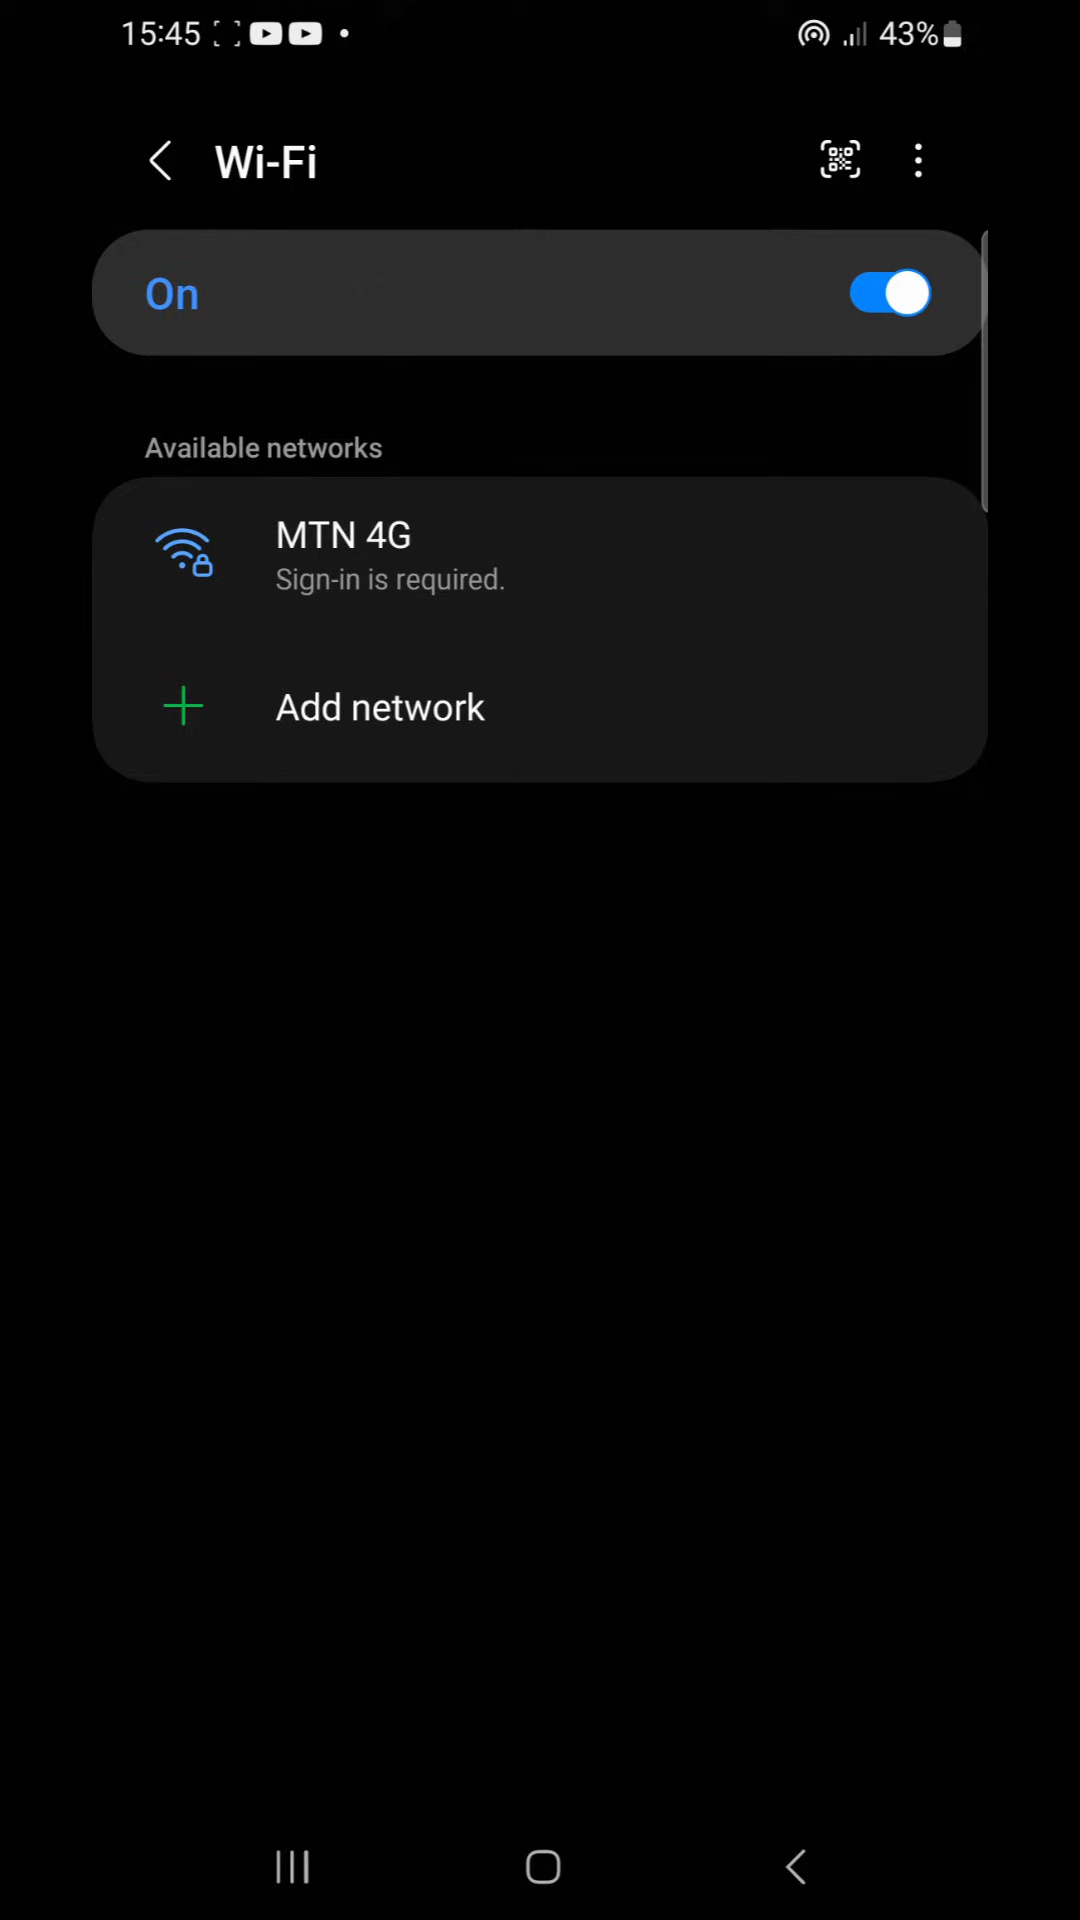 15:45 43%
Wi-Fi
On
Available networks
MTN 4G
Sign-in is required.
Add network